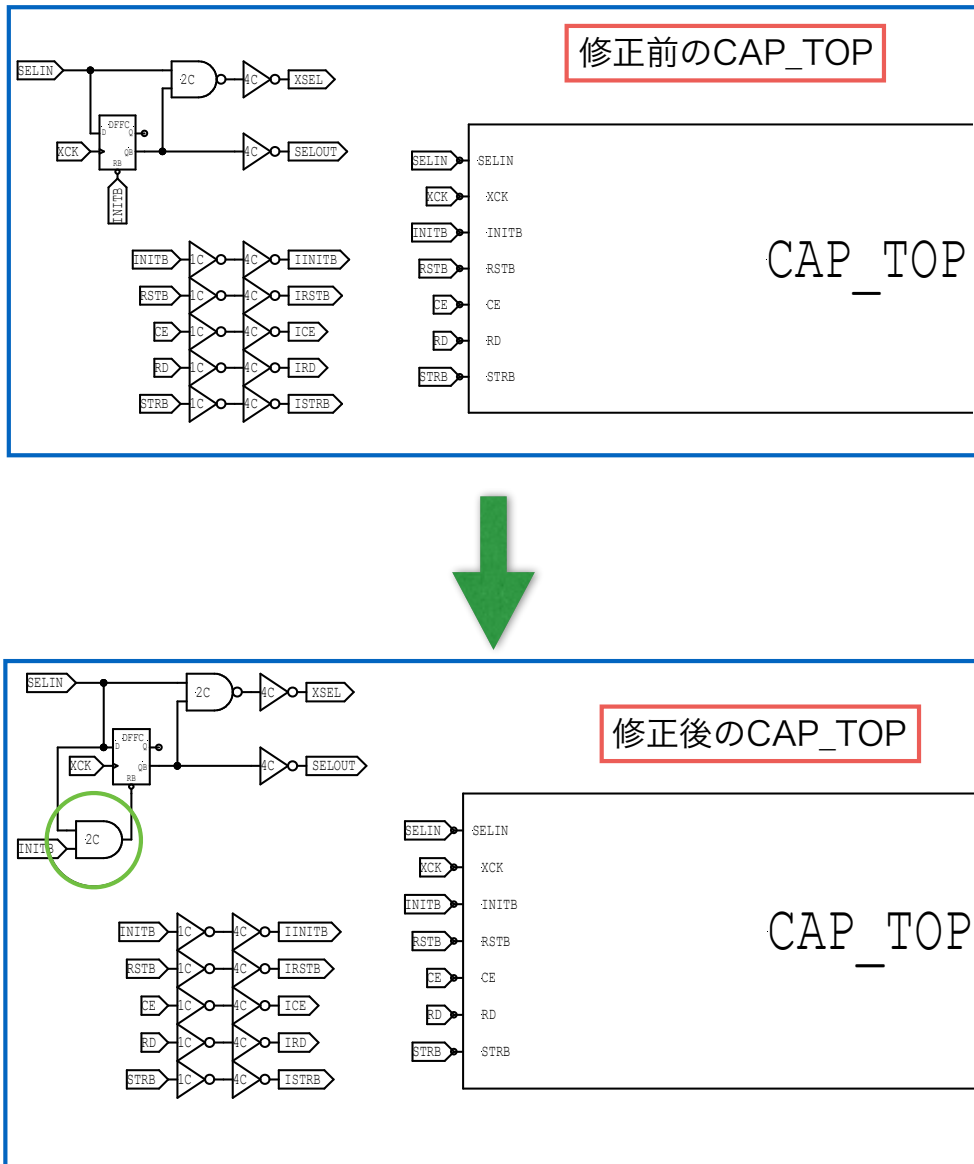 修正前のCAP_TOP
SELIN
2C
4C
XSEL
DFFC
D
Q
XCK
QB
4C
SELOUT
RB
INITB
INITB
1C
4C
IINITB
RSTB
1C
4C
IRSTB
CE
1C
4C
ICE
RD
1C
4C
IRD
STRB
1C
4C
ISTRB
SELIN
SELIN
XCK
XCK
INITB
INITB
RSTB
RSTB
CE
CE
RD
RD
STRB
STRB
CAP_TOP
修正後のCAP_TOP
SELIN
2C
4C
XSEL
DFFC
D
Q
XCK
QB
4C
SELOUT
RB
2C
INITB
INITB
1C
4C
IINITB
RSTB
1C
4C
IRSTB
CE
1C
4C
ICE
RD
1C
4C
IRD
STRB
1C
4C
ISTRB
SELIN
SELIN
XCK
XCK
INITB
INITB
RSTB
RSTB
CE
CE
RD
RD
STRB
STRB
CAP_TOP